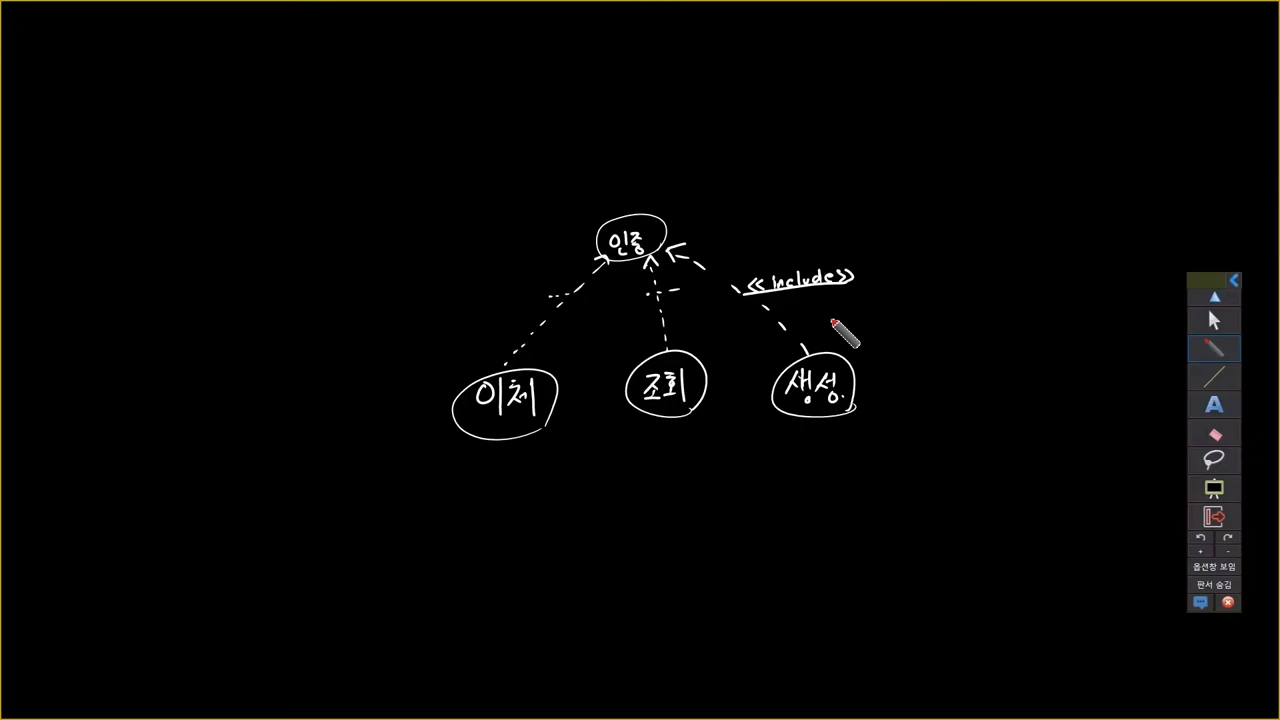 인증
<< include >>
이체
조회
생성.
A
+ -
옵션창 보임
판서 숨김